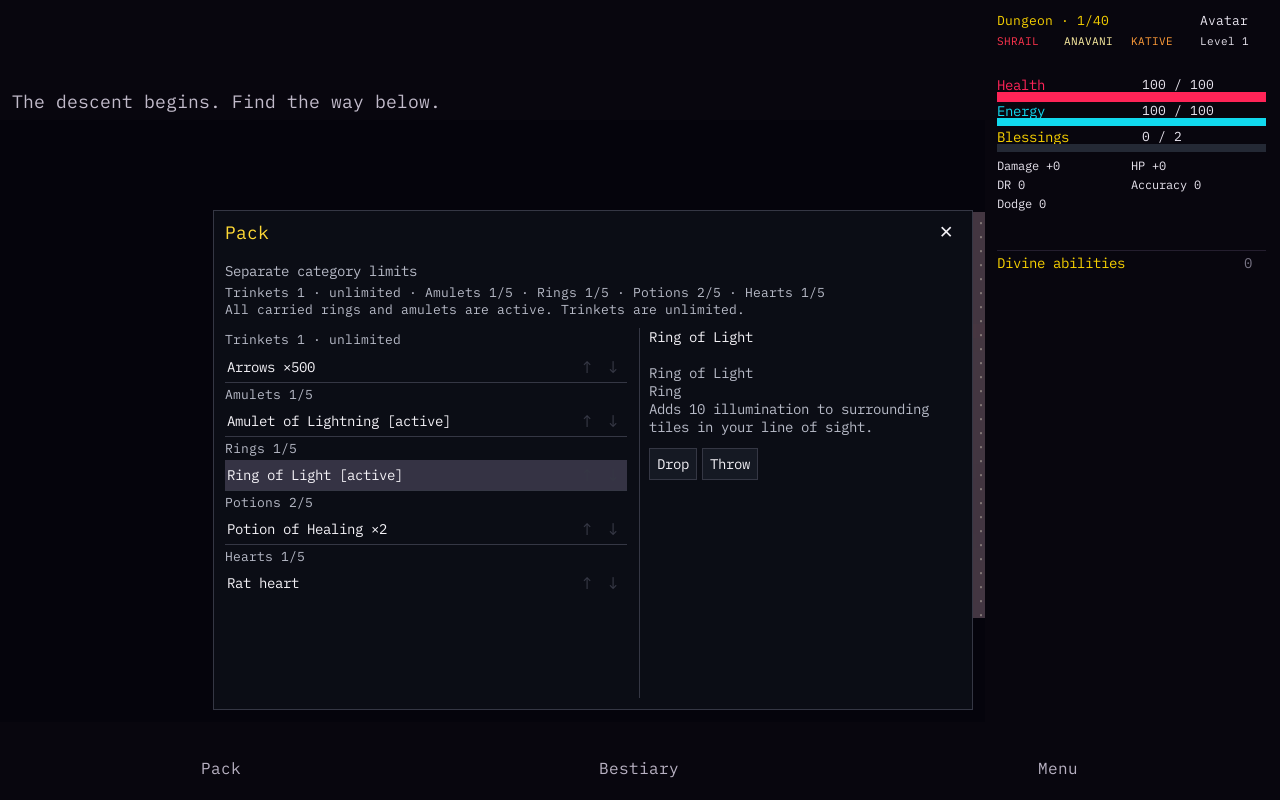 Dungeon · 1/40 Avatar
SHRAIL ANAVANI KATIVE Level 1
The descent begins. Find the way below.
Health 100 / 100
Energy 100 / 100
Blessings 0 / 2
Damage +0 HP +0
DR 0 Accuracy 0
Dodge 0
Divine abilities 0
Pack ✕
Separate category limits
Trinkets 1 · unlimited · Amulets 1/5 · Rings 1/5 · Potions 2/5 · Hearts 1/5
All carried rings and amulets are active. Trinkets are unlimited.
Trinkets 1 · unlimited
Arrows ×500 ↑ ↓
Amulets 1/5
Amulet of Lightning [active] ↑ ↓
Rings 1/5
Ring of Light [active]
Potions 2/5
Potion of Healing ×2 ↑ ↓
Hearts 1/5
Rat heart ↑ ↓
Ring of Light
Ring of Light
Ring
Adds 10 illumination to surrounding
tiles in your line of sight.
Drop Throw
Pack Bestiary Menu